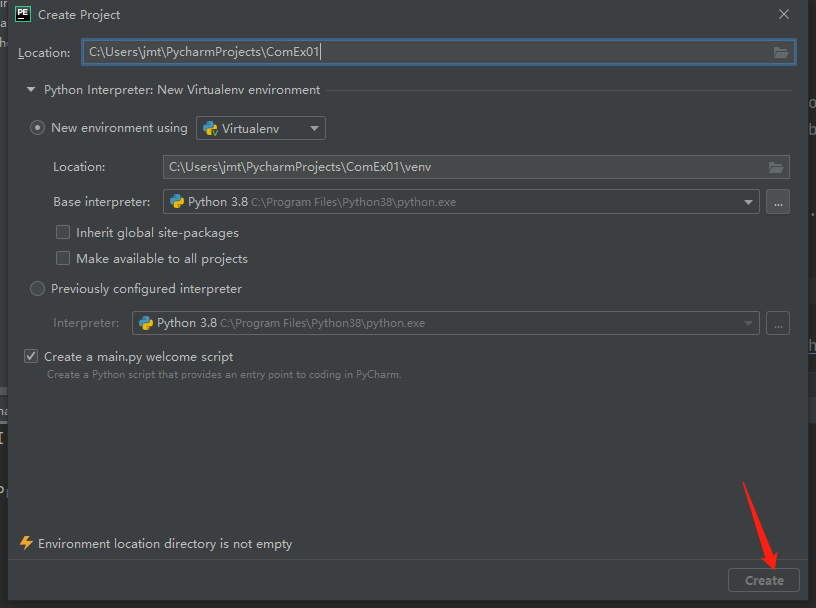 PE
Create Project
Location: C:\Users\jmt\PycharmProjects\ComEx01
Python Interpreter: New Virtualenv environment
New environment using Virtualenv
Location: C:\Users\jmt\PycharmProjects\ComEx01\venv
Base interpreter: Python 3.8 C:\Program Files\Python38\python.exe ...
Inherit global site-packages
Make available to all projects
Previously configured interpreter
Interpreter: Python 3.8 C:\Program Files\Python38\python.exe ...
Create a main.py welcome script
Create a Python script that provides an entry point to coding in PyCharm.
Environment location directory is not empty
Create